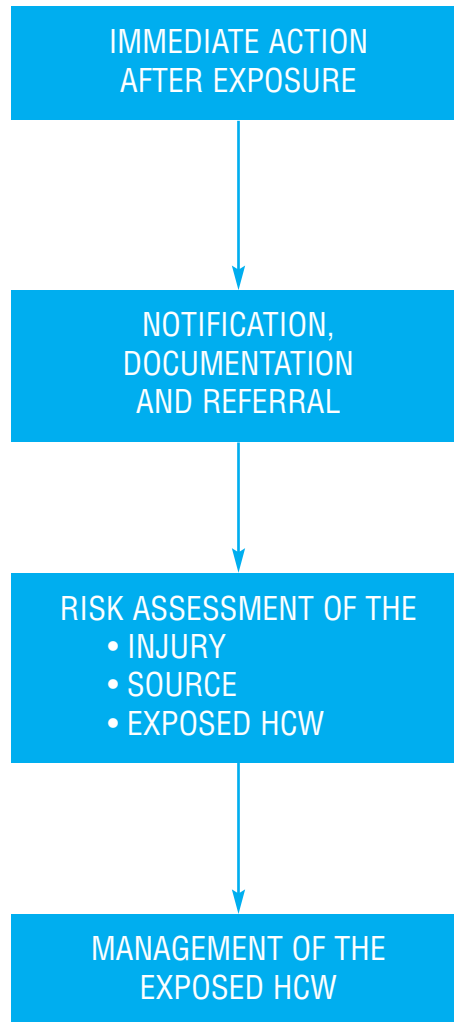 IMMEDIATE ACTION
AFTER EXPOSURE
NOTIFICATION,
DOCUMENTATION
AND REFERRAL
RISK ASSESSMENT OF THE
• INJURY
• SOURCE
• EXPOSED HCW
MANAGEMENT OF THE
EXPOSED HCW